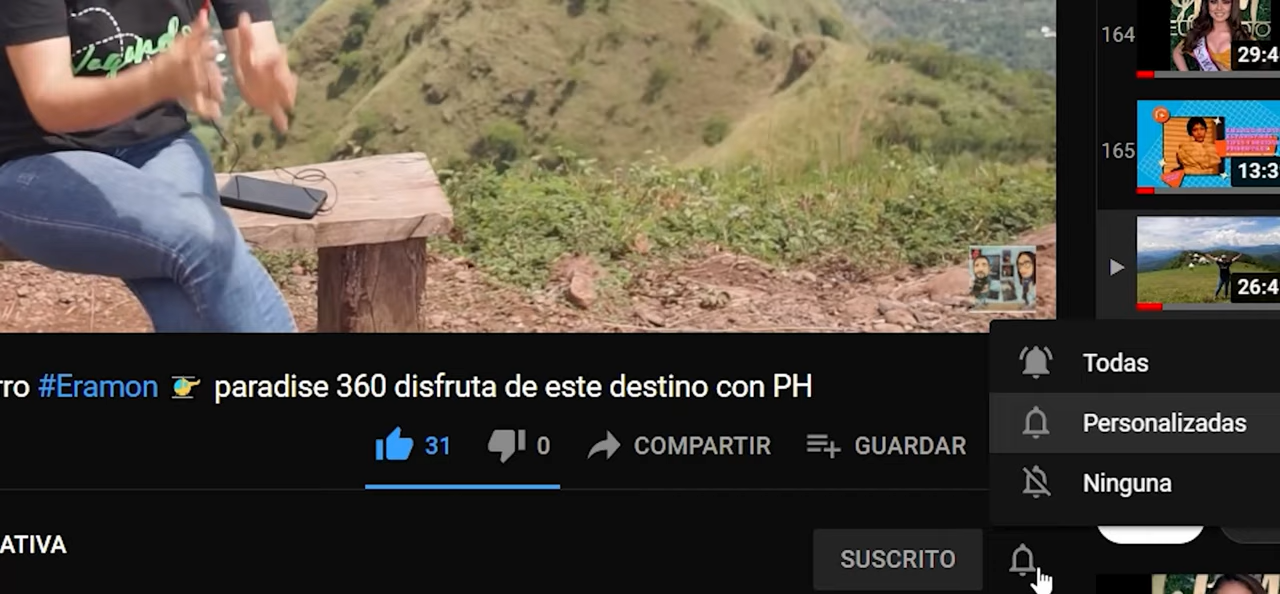 164
29:4
165
13:3
26:4
rro #Eramon paradise 360 disfruta de este destino con PH
31
0
COMPARTIR
GUARDAR
Todas
Personalizadas
Ninguna
ATIVA
SUSCRITO